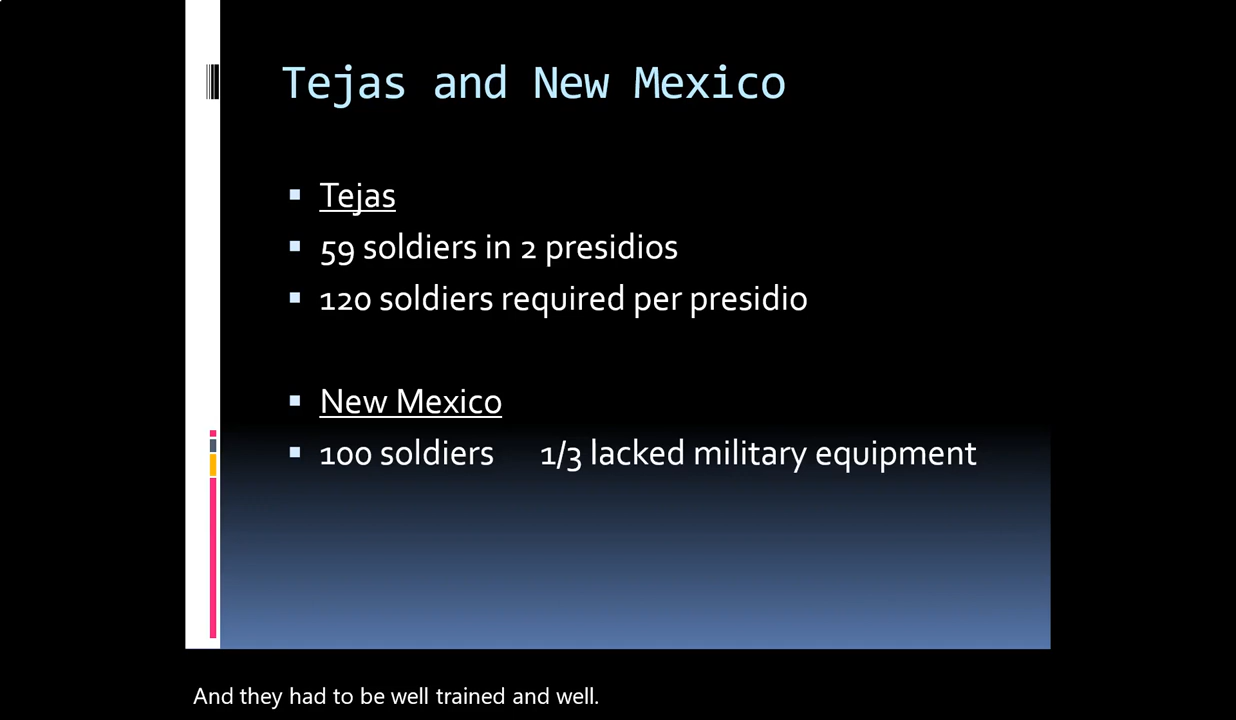 Tejas and New Mexico
Tejas
59 soldiers in 2 presidios
120 soldiers required per presidio
New Mexico
100 soldiers 1/3 lacked military equipment
And they had to be well trained and well.